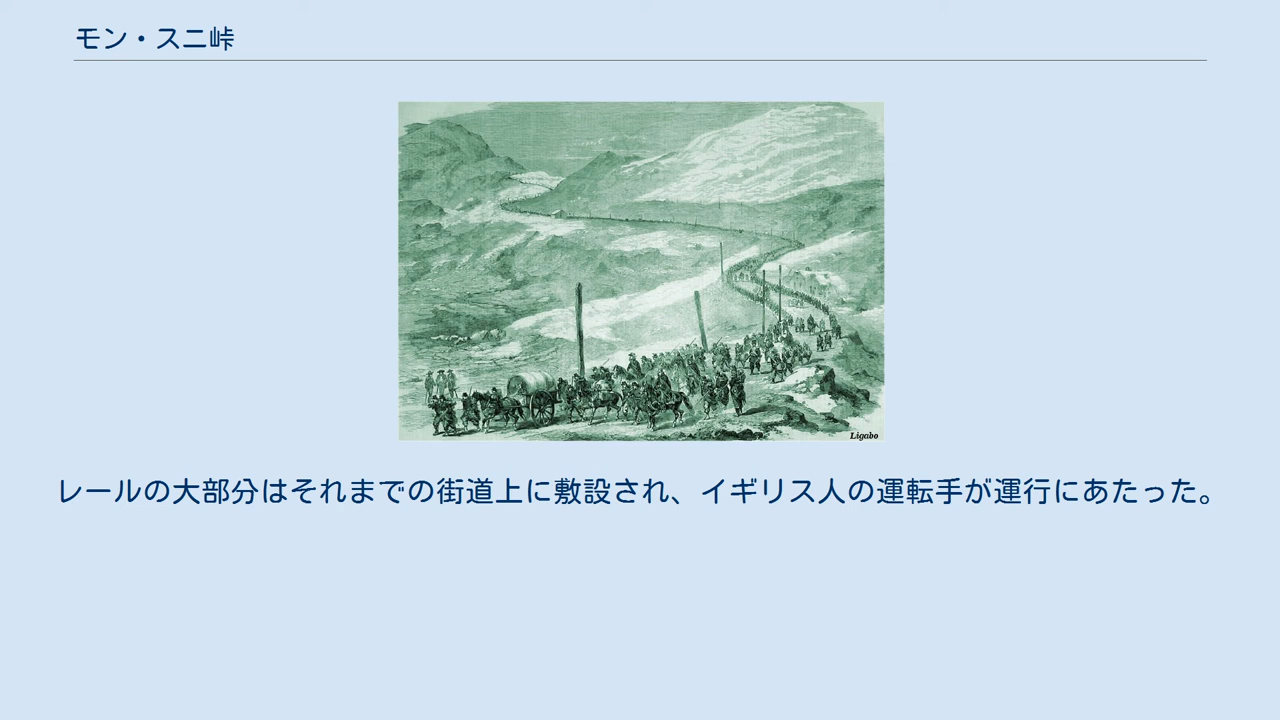 モン・スニ峠
Ligabo
レールの大部分はそれまでの街道上に敷設され、イギリス人の運転手が運行にあたった。